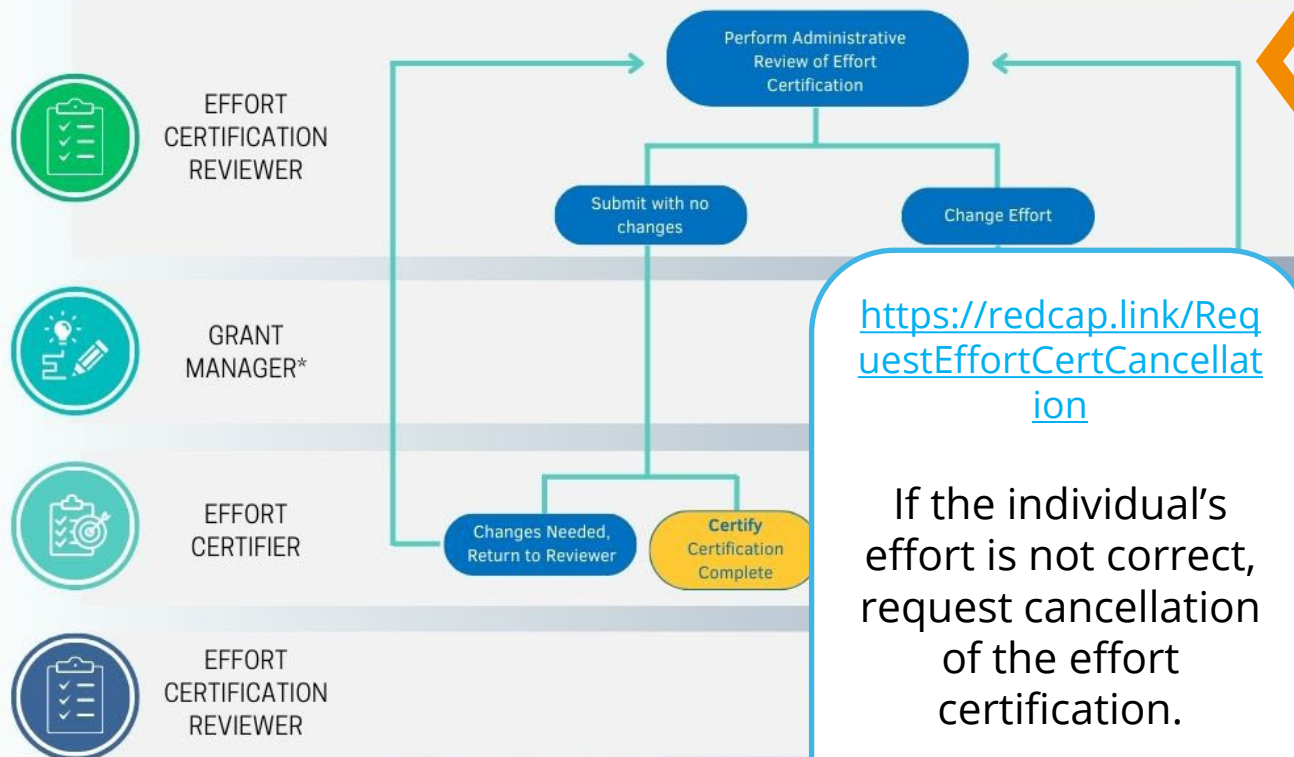 Perform Administrative
Review of Effort
Certification
EFFORT
CERTIFICATION
REVIEWER
Submit with no
changes
Change Effort
GRANT
MANAGER*
EFFORT
CERTIFIER
Changes Needed,
Return to Reviewer
Certify
Certification
Complete
EFFORT
CERTIFICATION
REVIEWER
https://redcap.link/Req
uestEffortCertCancellat
ion
If the individual’s
effort is not correct,
request cancellation
of the effort
certification.